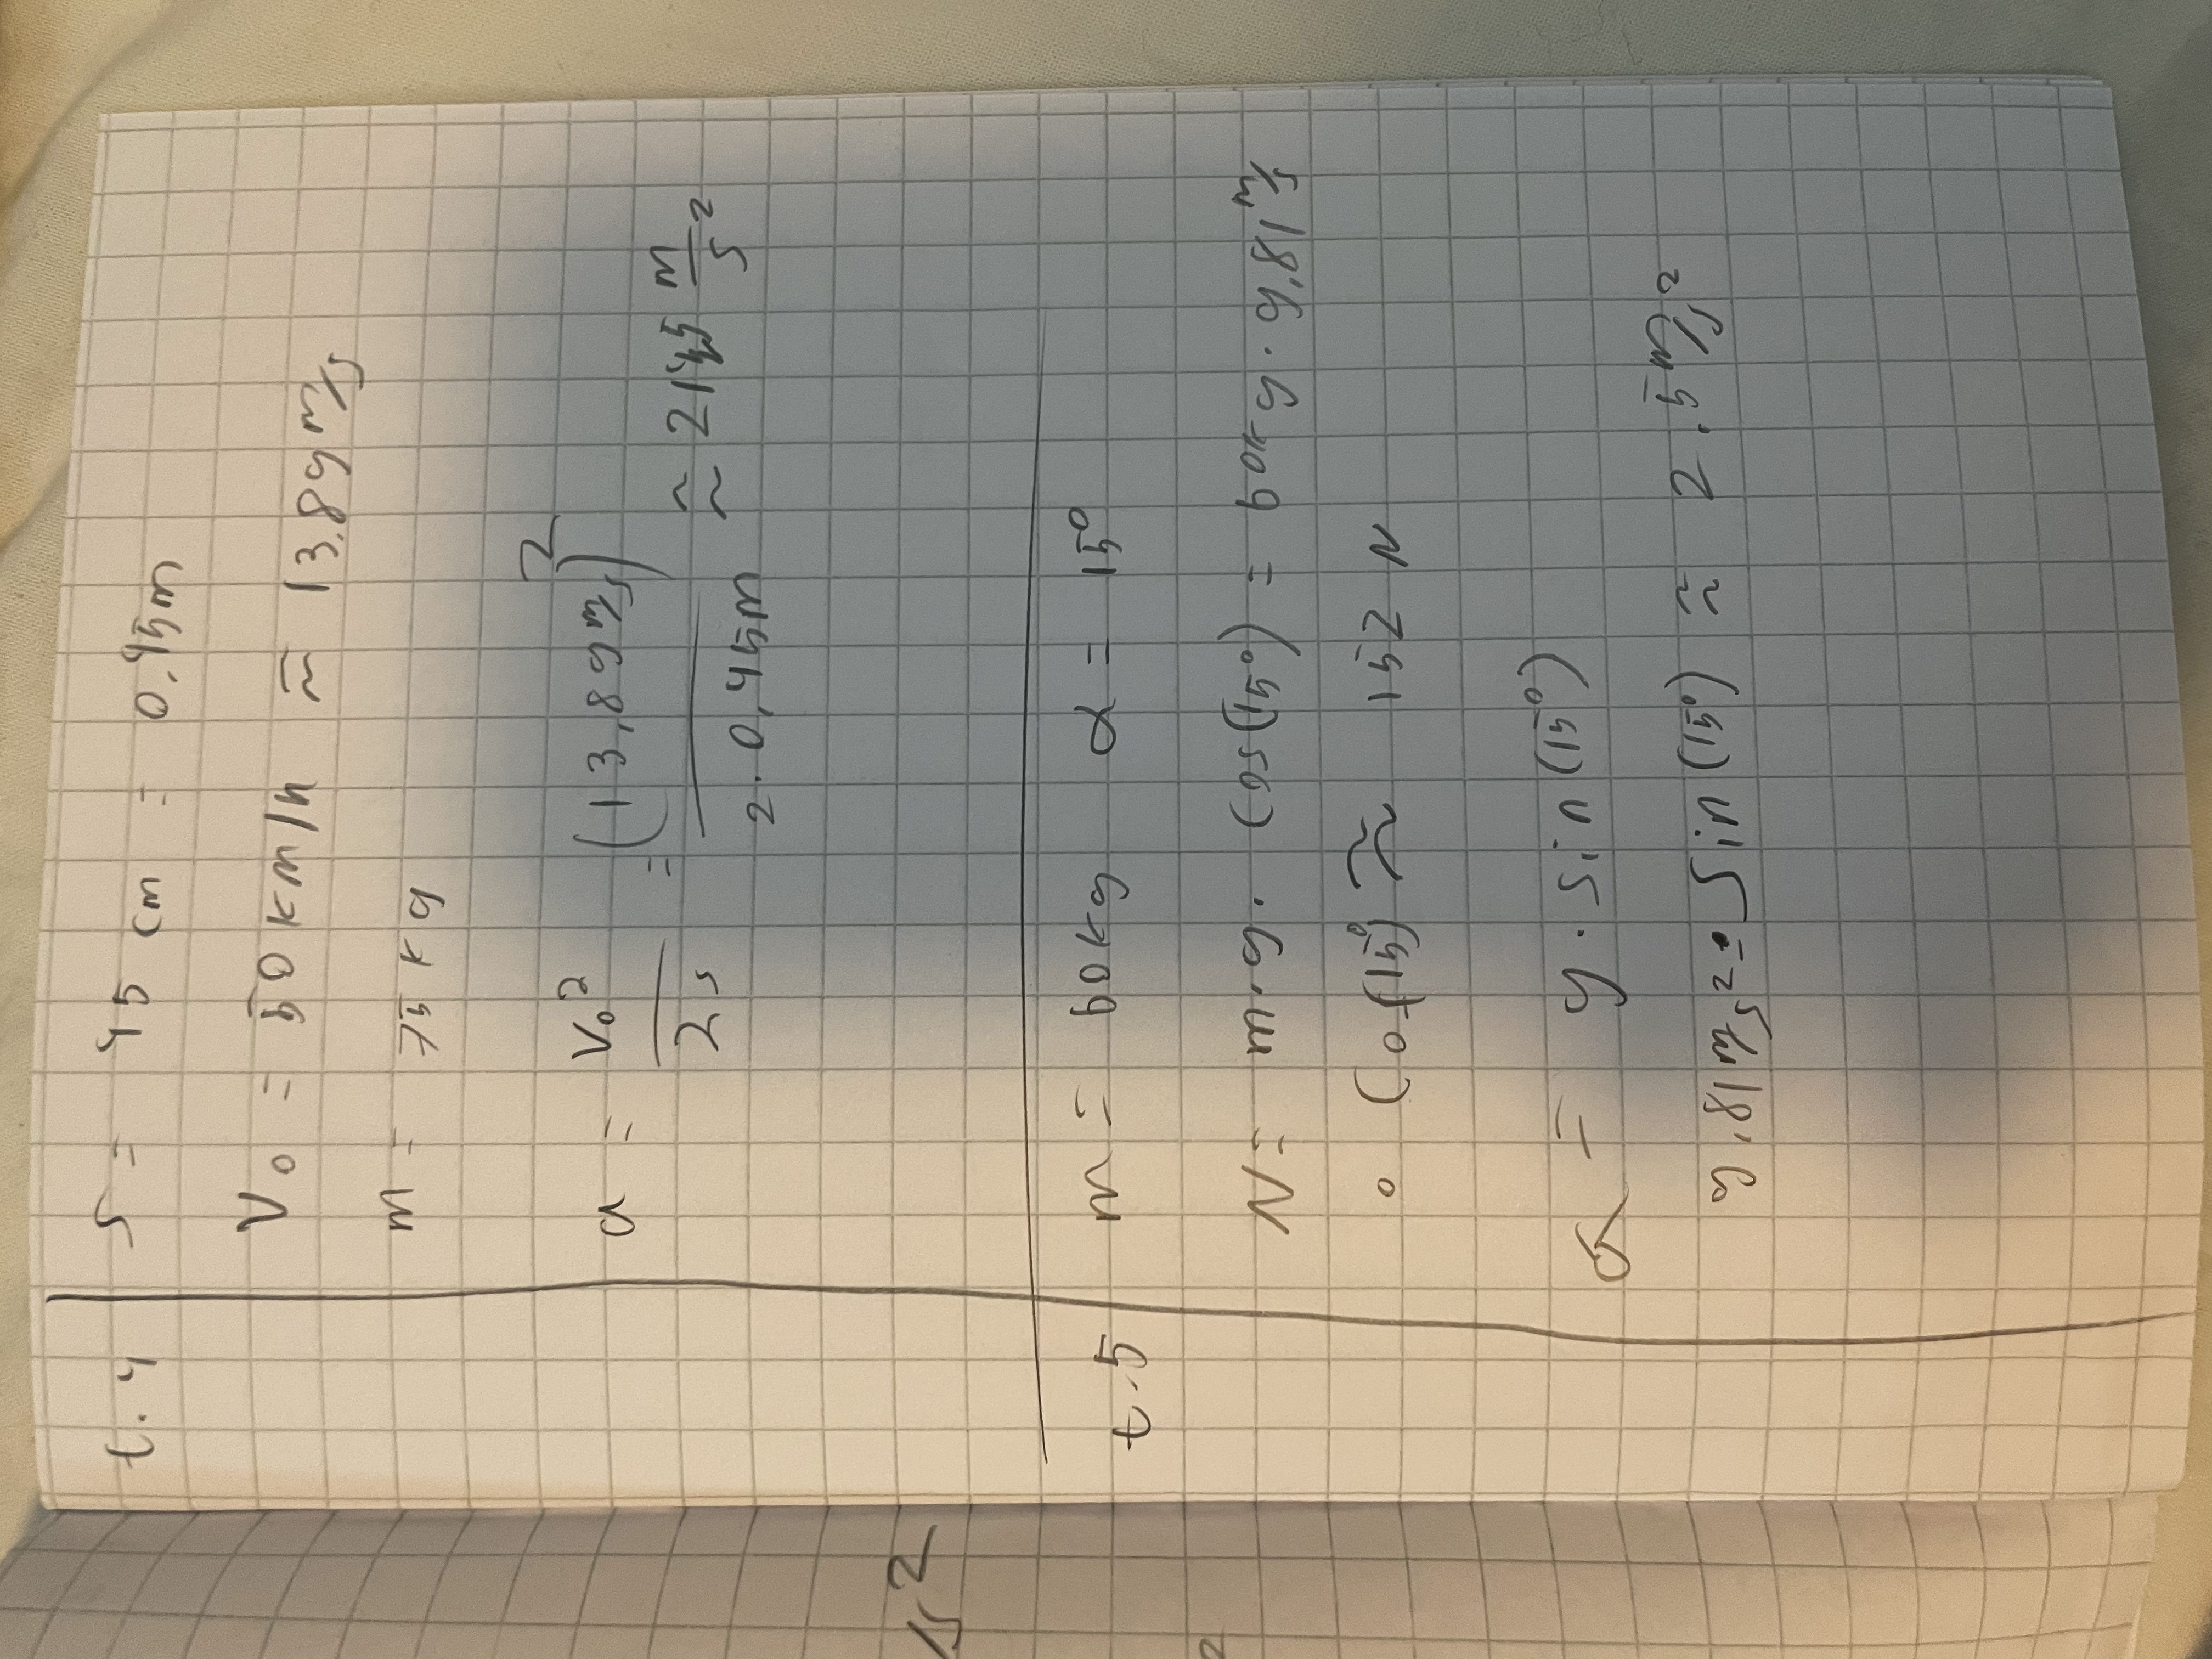 t.4 s = 45 cm = 0,45m
V₀ = 50 km/h ≈ 13,89 m/s
m = 75 kg
a = V₀² / 2s = (13,89 m/s)² / 2·0,45m ≈ 214,5 m/s²
t.5 m = 60kg α = 15°
N = m·g· cos(15°) = 60kg · 9,81 m/s
· Cos(15°) ≈ 152 N
a = g · sin(15°)
9,81 m/s² · Sin(15°) ≈ 2,5 m/s²
/s²
2